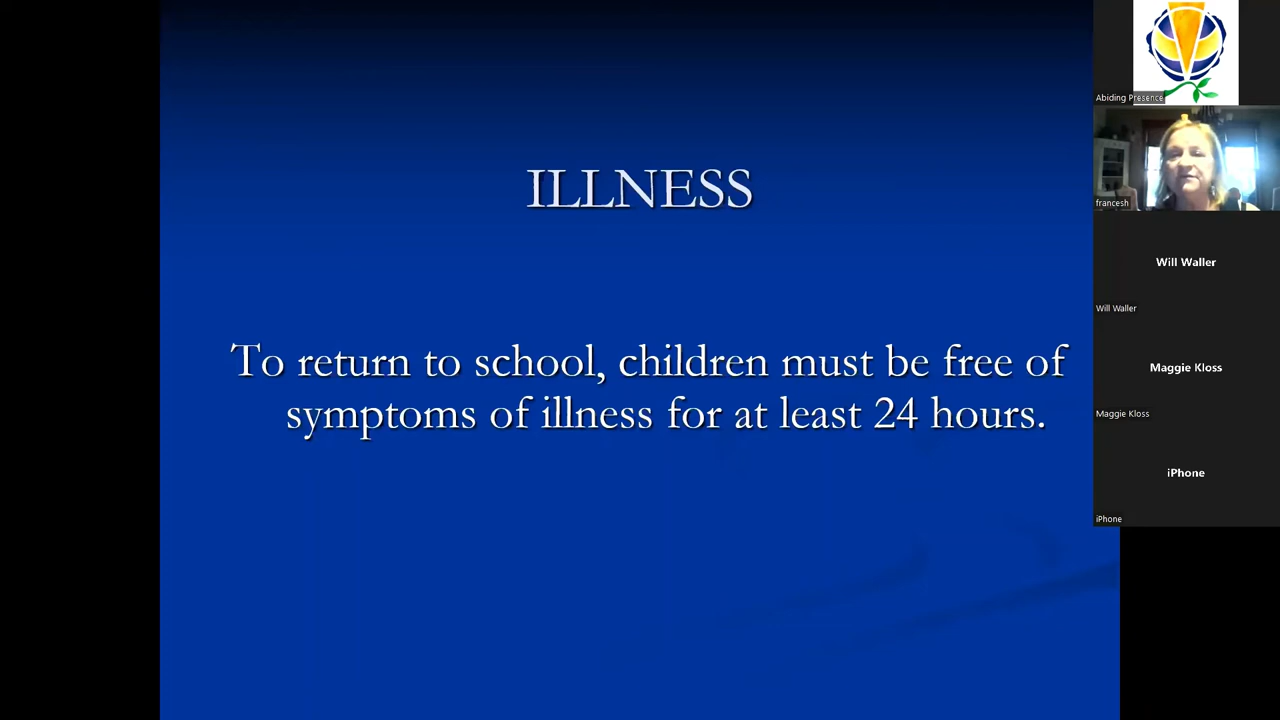 ILLNESS
To return to school, children must be free of
symptoms of illness for at least 24 hours.
Abiding Presence
francesh
Will Waller
Will Waller
Maggie Kloss
Maggie Kloss
iPhone
iPhone